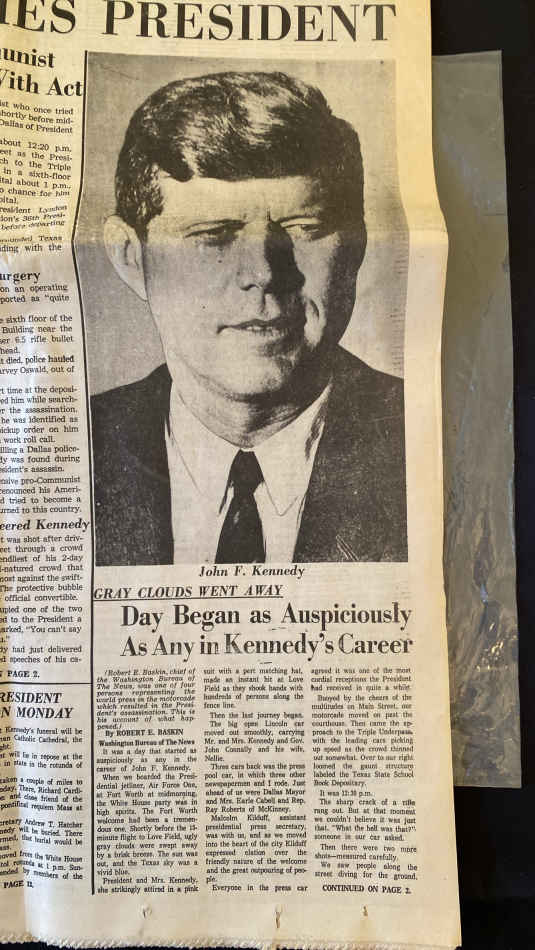 IES PRESIDENT
unist
With Act
ist who once tried
shortly before mid-
Dallas of President
about 12:20 p.m.
eet as the Presi-
ch to the Triple
in a sixth-floor
ital about 1 p.m.,
o chance for him
pital.
resident Lyndon
ion's 36th Presi-
before departing
rounded Texas
iding with the
urgery
on an operating
ported as "quite
e sixth floor of the
Building near the
ser 6.5 rifle bullet
head.
t died, police hauled
arvey Oswald, out of
rt time at the deposi-
ed him while search-
er the assassination.
he was identified as
pickup order on him
work roll call.
illing a Dallas police-
dy was found during
esident's assassin.
ensive pro-Communist
renounced his Ameri-
d tried to become a
urned to this country.
eered Kennedy
t was shot after driv-
eet through a crowd
endliest of his 2-day
l-natured crowd that
most against the swift-
The protective bubble
official convertible.
upied one of the two
ed to the President a
arked, "You can't say
u."
dy had just delivered
ed speeches of his ca-
PAGE 2.
RESIDENT
N MONDAY
t Kennedy's funeral will be
man Catholic Cathedral, the
ght.
st will lie in repose at the
in state in the rotunda of
taken a couple of miles to
nday. There, Richard Cardi-
n and close friend of the
pontifical requiem Mass at
cretary Andrew T. Hatcher
nedy will be buried. There
rmed, that burial would be
ass.
oved from the White House
itol rotunda at 1 p.m. Sun-
ended by members of the
PAGE 12.
John F. Kennedy
GRAY CLOUDS WENT AWAY
Day Began as Auspiciously
As Any in Kennedy's Career
(Robert E. Baskin, chief of
the Washington Bureau of
The News, was one of four
persons representing the
world press in the motorcade
which resulted in the Presi-
dent's assassination. This is
his account of what hap-
pened.)
By ROBERT E. BASKIN
Washington Bureau of The News
It was a day that started as
auspiciously as any in the
career of John F. Kennedy.
When we boarded the Presi-
dential jetliner, Air Force One,
at Fort Worth at midmorning,
the White House party was in
high spirits. The Fort Worth
welcome had been a tremen-
dous one. Shortly before the 15-
minute flight to Love Field, ugly
gray clouds were swept away
by a brisk breeze. The sun was
out, and the Texas sky was a
vivid blue.
President and Mrs. Kennedy,
she strikingly attired in a pink
suit with a pert matching hat,
made an instant hit at Love
Field as they shook hands with
hundreds of persons along the
fence line.
Then the last journey began.
The big open Lincoln car
moved out smoothly, carrying
Mr. and Mrs. Kennedy and Gov.
John Connally and his wife,
Nellie.
Three cars back was the press
pool car, in which three other
newspapermen and I rode. Just
ahead of us were Dallas Mayor
and Mrs. Earle Cabell and Rep.
Ray Roberts of McKinney.
Malcolm Kilduff, assistant
presidential press secretary,
was with us, and as we moved
into the heart of the city Kilduff
expressed elation over the
friendly nature of the welcome
and the great outpouring of peo-
ple.
Everyone in the press car
agreed it was one of the most
cordial receptions the President
had received in quite a while.
Buoyed by the cheers of the
multitudes on Main Street, our
motorcade moved on past the
courthouse. Then came the ap-
proach to the Triple Underpass,
with the leading cars picking
up speed as the crowd thinned
out somewhat. Over to our right
loomed the gaunt structure
labeled the Texas State School
Book Depository.
It was 12:30 p.m.
The sharp crack of a rifle
rang out. But at that moment
we couldn't believe it was just
that. "What the hell was that?"
someone in our car asked.
Then there were two more
shots—measured carefully.
We saw people along the
street diving for the ground,
CONTINUED ON PAGE 2.